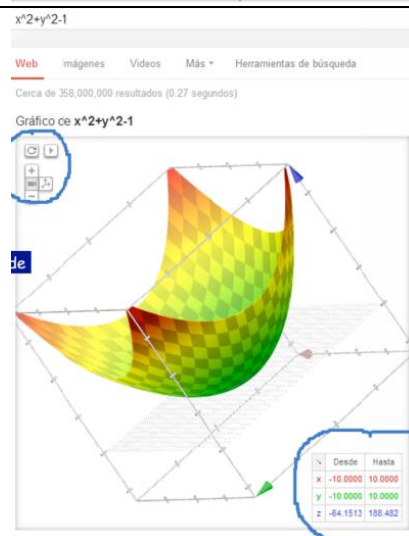 x^2+y^2-1
Web Imágenes Videos Más Herramientas de búsqueda
Cerca de 358,000,000 resultados (0.27 segundos)
Gráfico de x^2+y^2-1
de
Desde Hasta
x -10.0000 10.0000
y -10.0000 10.0000
z -64.1513 188.482